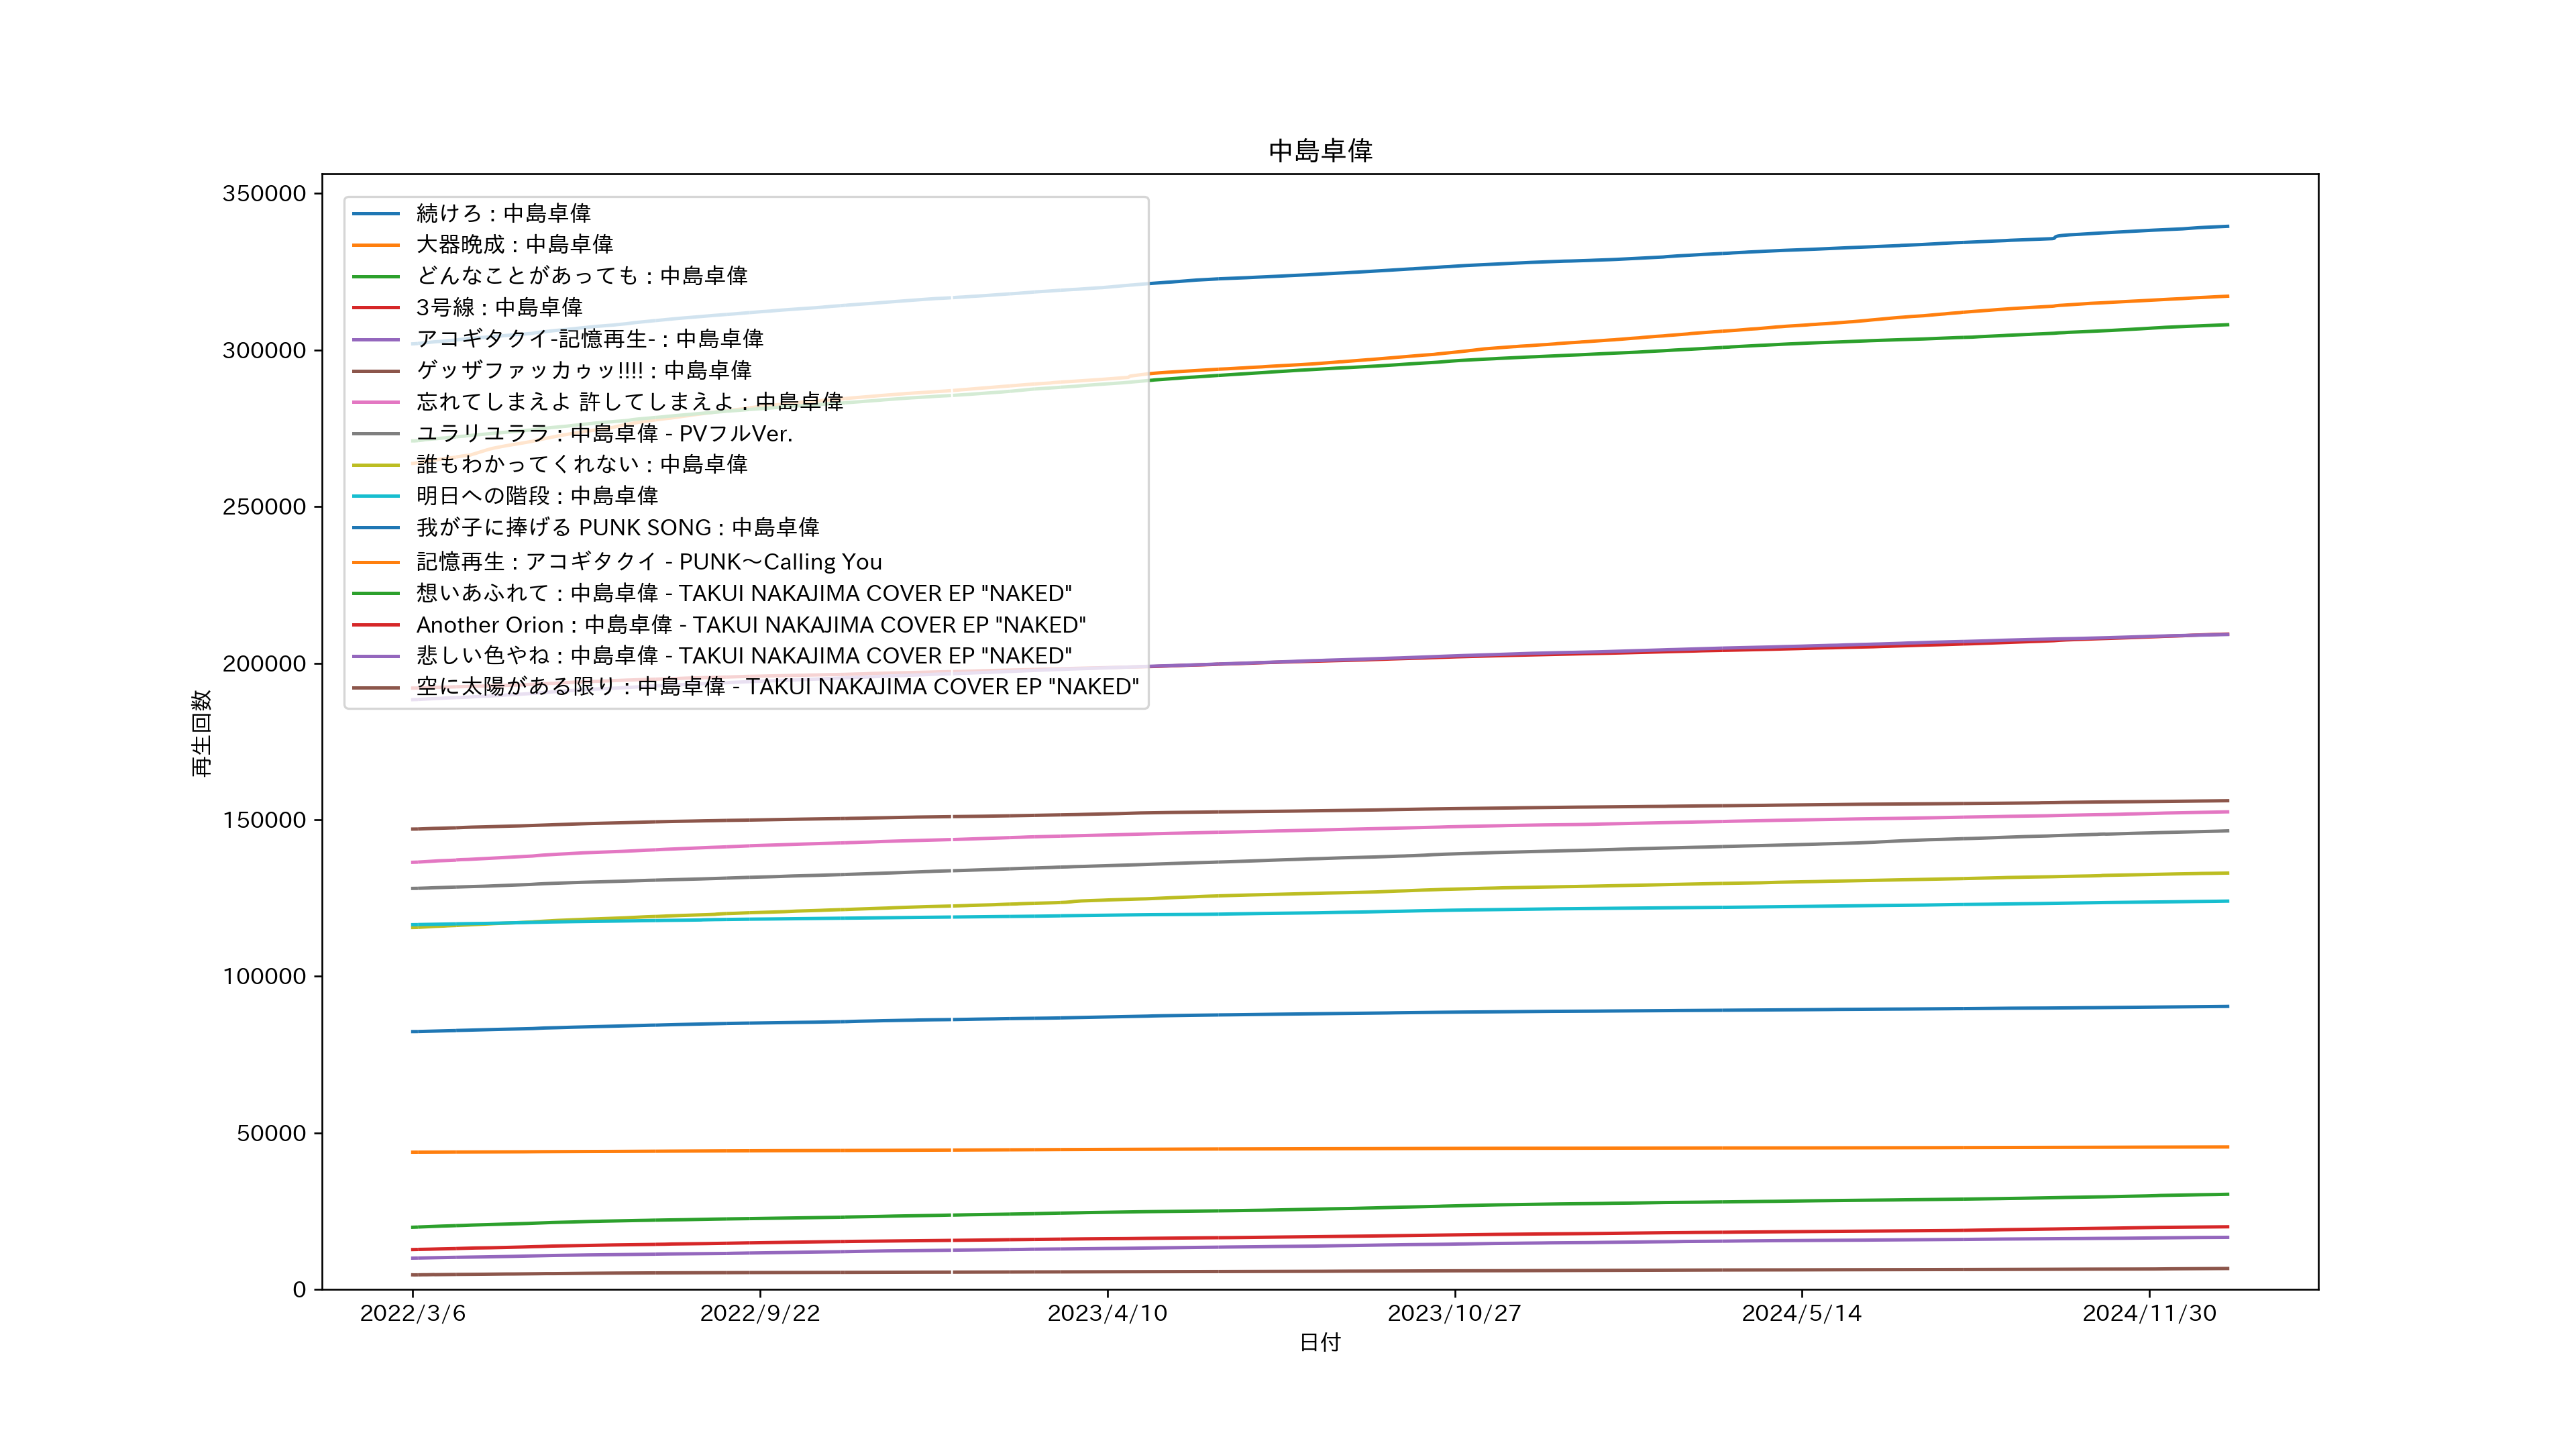 中島卓偉
350000
300000
250000
200000
150000
100000
50000
0
再生回数
続けろ : 中島卓偉
大器晩成 : 中島卓偉
どんなことがあっても : 中島卓偉
3号線 : 中島卓偉
アコギタクイ-記憶再生- : 中島卓偉
ゲッザファッカゥッ!!!! : 中島卓偉
忘れてしまえよ 許してしまえよ : 中島卓偉
ユラリユララ : 中島卓偉 - PVフルVer.
誰もわかってくれない : 中島卓偉
明日への階段 : 中島卓偉
我が子に捧げる PUNK SONG : 中島卓偉
記憶再生 : アコギタクイ - PUNK〜Calling You
想いあふれて : 中島卓偉 - TAKUI NAKAJIMA COVER EP "NAKED"
Another Orion : 中島卓偉 - TAKUI NAKAJIMA COVER EP "NAKED"
悲しい色やね : 中島卓偉 - TAKUI NAKAJIMA COVER EP "NAKED"
空に太陽がある限り : 中島卓偉 - TAKUI NAKAJIMA COVER EP "NAKED"
2022/3/6
2022/9/22
2023/4/10
2023/10/27
2024/5/14
2024/11/30
日付